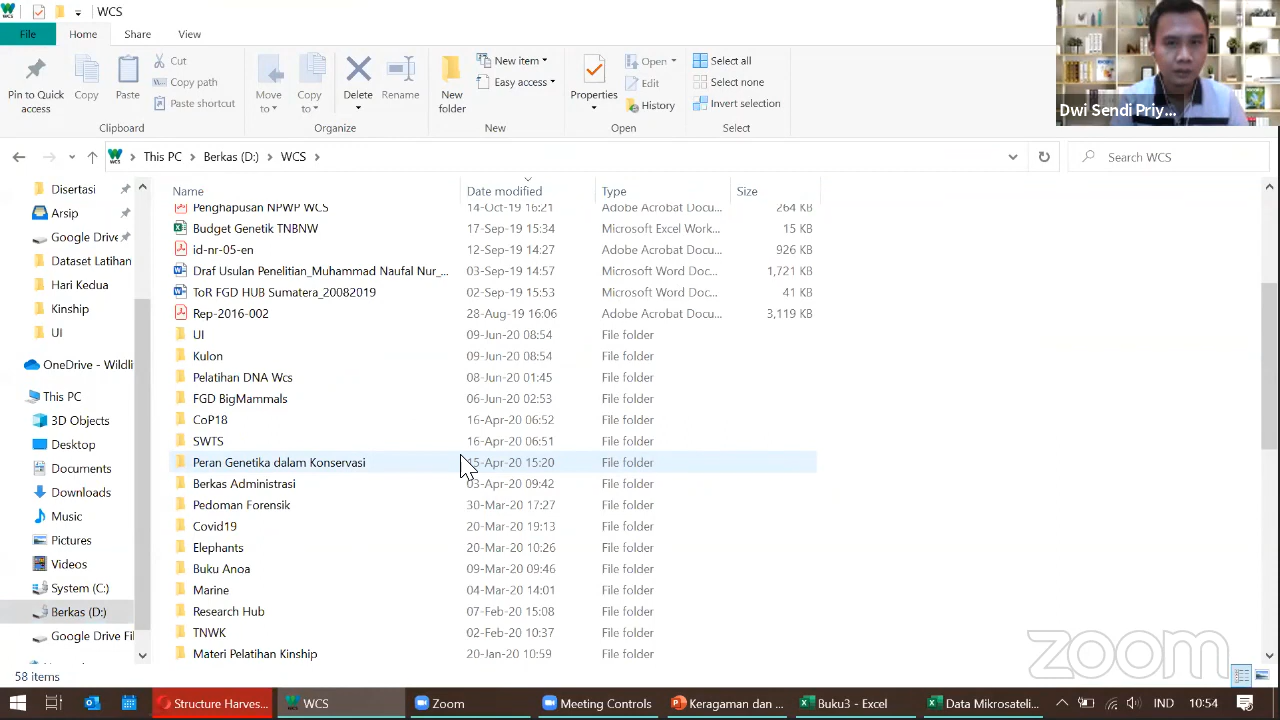 WCS
WCS
File Home Share View
Pin to Quick access
Copy
Paste
Cut
Copy path
Paste shortcut
Clipboard
Move to
Copy to
Delete
Rename
Organize
New folder
New item
Easy access
New
Properties
Open
Edit
History
Open
Select all
Select none
Invert selection
Select
Dwi Sendi Priy...
WCS This PC Berkas (D:) WCS
Search WCS
Disertasi
Arsip
Google Drive
Dataset Latihan
Hari Kedua
Kinship
UI
OneDrive - Wildli
This PC
3D Objects
Desktop
Documents
Downloads
Music
Pictures
Videos
System (C:)
Berkas (D:)
Google Drive Fil
Name Date modified Type Size
Penghapusan NPWP WCS 14-Oct-19 16:21 Adobe Acrobat Docu... 264 KB
Budget Genetik TNBNW 17-Sep-19 15:34 Microsoft Excel Work... 15 KB
id-nr-05-en 12-Sep-19 14:27 Adobe Acrobat Docu... 926 KB
Draf Usulan Penelitian_Muhammad Naufal Nur_... 03-Sep-19 14:57 Microsoft Word Doc... 1,721 KB
ToR FGD HUB Sumatera_20082019 02-Sep-19 15:53 Microsoft Word Doc... 41 KB
Rep-2016-002 28-Aug-19 16:06 Adobe Acrobat Docu... 3,119 KB
UI 09-Jun-20 08:54 File folder
Kulon 09-Jun-20 08:54 File folder
Pelatihan DNA Wcs 08-Jun-20 01:45 File folder
FGD BigMammals 06-Jun-20 02:53 File folder
CoP18 16-Apr-20 06:52 File folder
SWTS 16-Apr-20 06:51 File folder
Peran Genetika dalam Konservasi 5-Apr-20 15:20 File folder
Berkas Administrasi 03-Apr-20 09:42 File folder
Pedoman Forensik 30-Mar-20 17:27 File folder
Covid19 20-Mar-20 19:13 File folder
Elephants 20-Mar-20 10:26 File folder
Buku Anoa 09-Mar-20 09:46 File folder
Marine 04-Mar-20 14:01 File folder
Research Hub 07-Feb-20 15:08 File folder
TNWK 02-Feb-20 10:37 File folder
Materi Pelatihan Kinship 20-Jan-20 10:59 File folder
zoom
58 items
Structure Harves...
WCS
Zoom
Meeting Controls
Keragaman dan ...
Buku3 - Excel
Data Mikrosateli...
IND 10:54